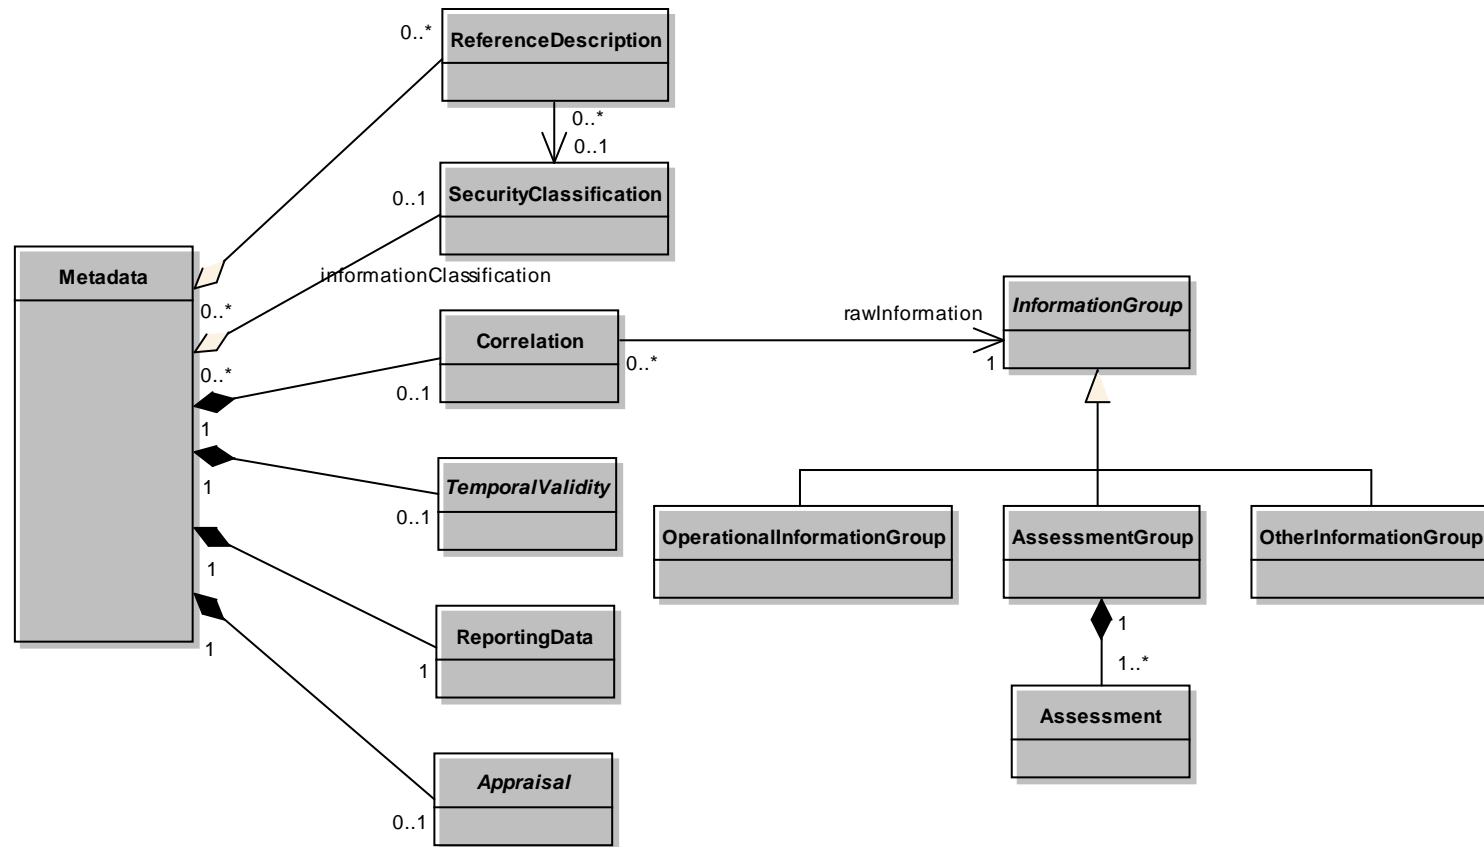 0..*
ReferenceDescription
0..*
0..1
SecurityClassification
0..1
Metadata
informationClassification
0..*
InformationGroup
rawInformation
Correlation
0..*
1
0..*
0..1
1
TemporalValidity
1
0..1
OperationalInformationGroup
AssessmentGroup
OtherInformationGroup
1
1
ReportingData
1
1
1..*
Assessment
Appraisal
0..1